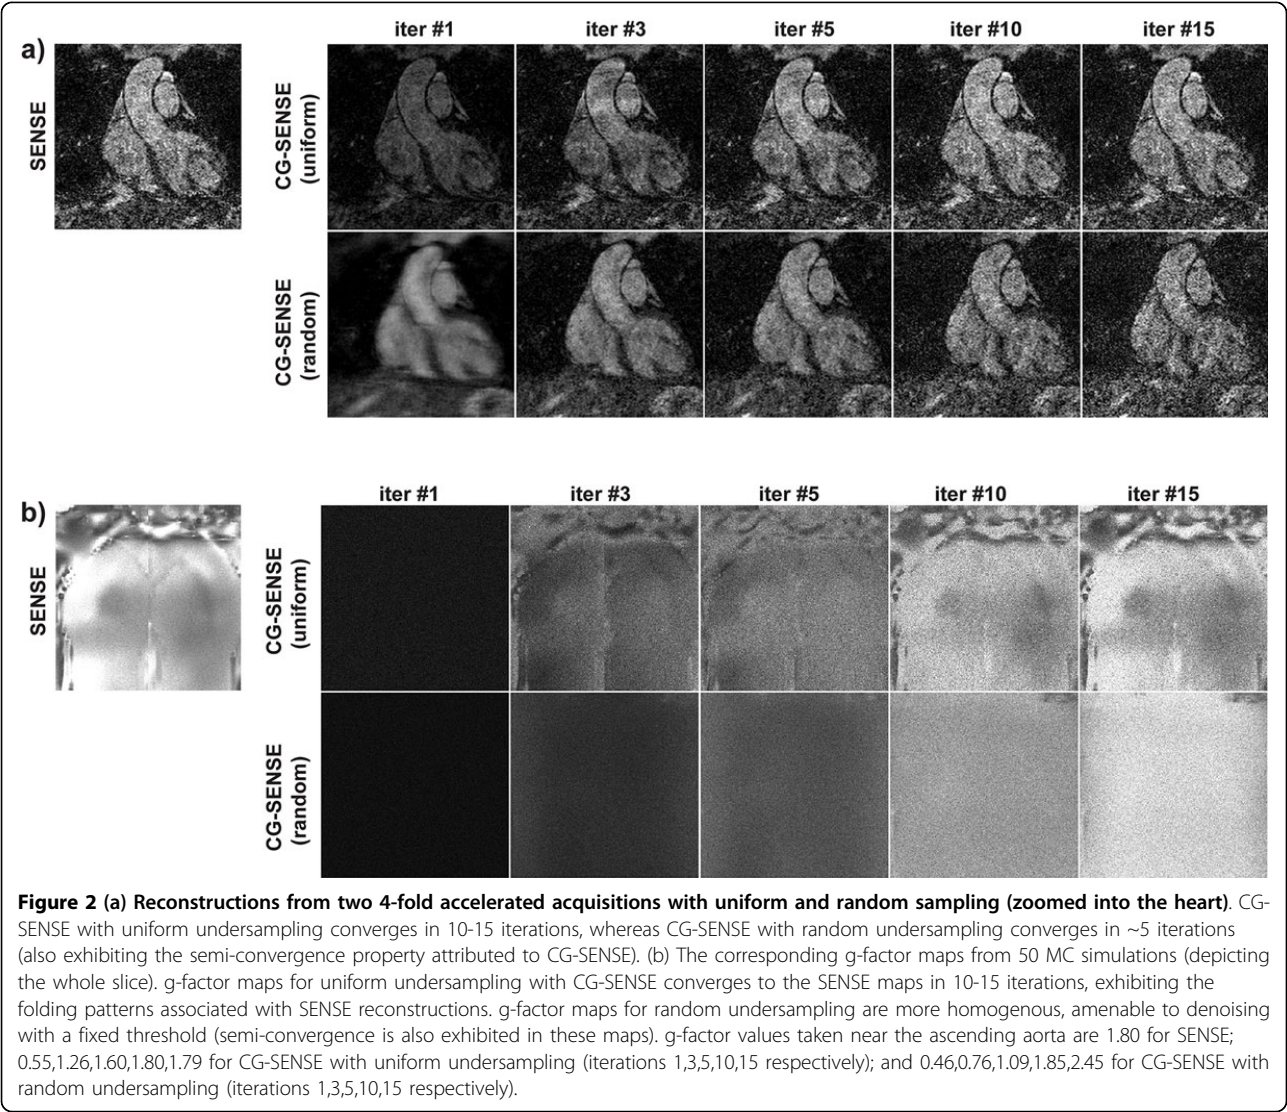 iter #1 iter #3 iter #5 iter #10 iter #15
a)
SENSE
CG-SENSE
(uniform)
CG-SENSE
(random)
iter #1 iter #3 iter #5 iter #10 iter #15
b)
SENSE
CG-SENSE
(uniform)
CG-SENSE
(random)
Figure 2 (a) Reconstructions from two 4-fold accelerated acquisitions with uniform and random sampling (zoomed into the heart). CG-
SENSE with uniform undersampling converges in 10-15 iterations, whereas CG-SENSE with random undersampling converges in ~5 iterations
(also exhibiting the semi-convergence property attributed to CG-SENSE). (b) The corresponding g-factor maps from 50 MC simulations (depicting
the whole slice). g-factor maps for uniform undersampling with CG-SENSE converges to the SENSE maps in 10-15 iterations, exhibiting the
folding patterns associated with SENSE reconstructions. g-factor maps for random undersampling are more homogenous, amenable to denoising
with a fixed threshold (semi-convergence is also exhibited in these maps). g-factor values taken near the ascending aorta are 1.80 for SENSE;
0.55,1.26,1.60,1.80,1.79 for CG-SENSE with uniform undersampling (iterations 1,3,5,10,15 respectively); and 0.46,0.76,1.09,1.85,2.45 for CG-SENSE with
random undersampling (iterations 1,3,5,10,15 respectively).